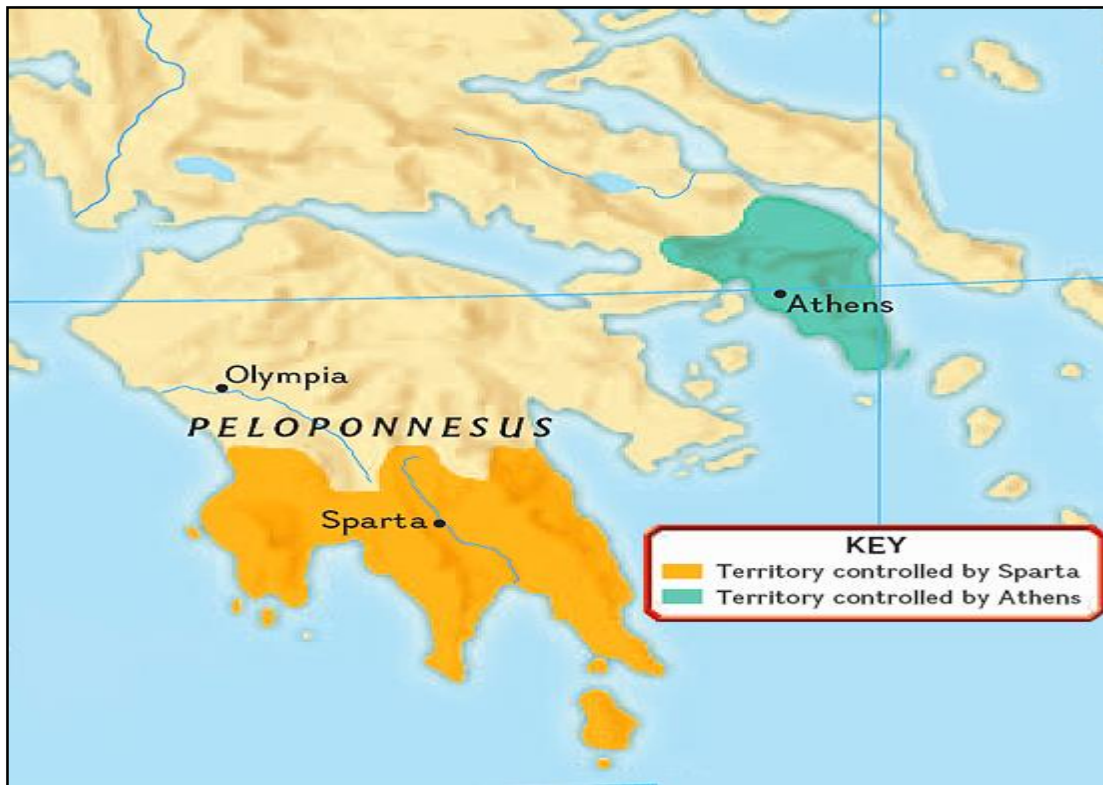 Athens
Olympia
PELOPONNESUS
Sparta
KEY
Territory controlled by Sparta
Territory controlled by Athens